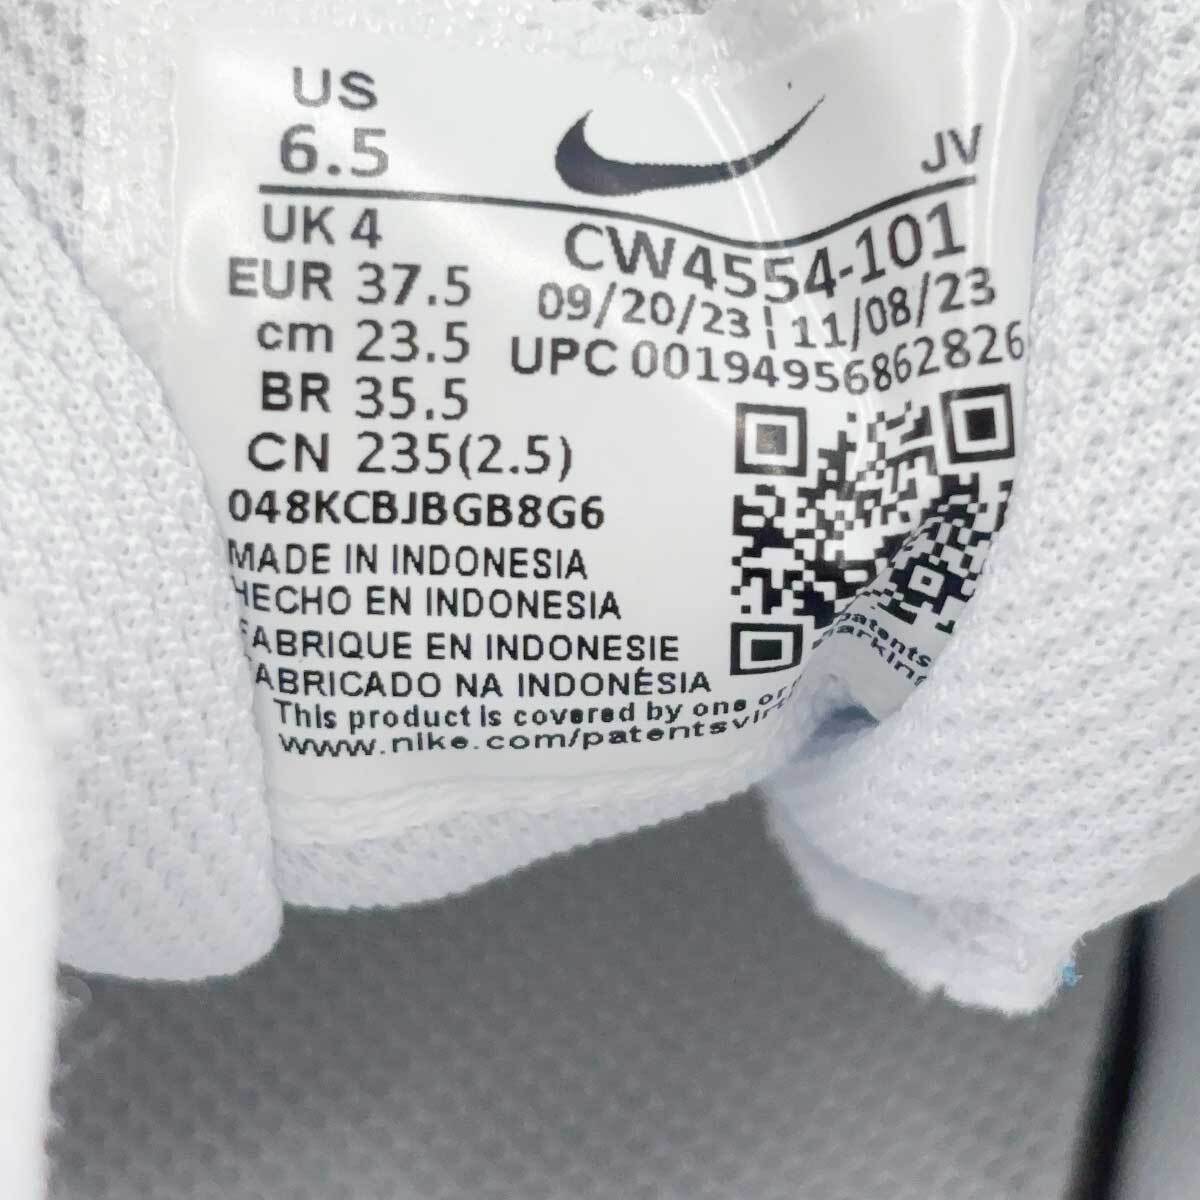 US
6.5
JV
UK 4
EUR 37.5
cm 23.5
BR 35.5
CN 235(2.5)
CW4554-101
09/20/23 ¦ 11/08/23
UPC 00194956862826
048KCBJBGB8G6
MADE IN INDONESIA
HECHO EN INDONESIA
FABRIQUE EN INDONESIE
FABRICADO NA INDONÉSIA
This product is covered by one or patents
www.nike.com/patentsvirt